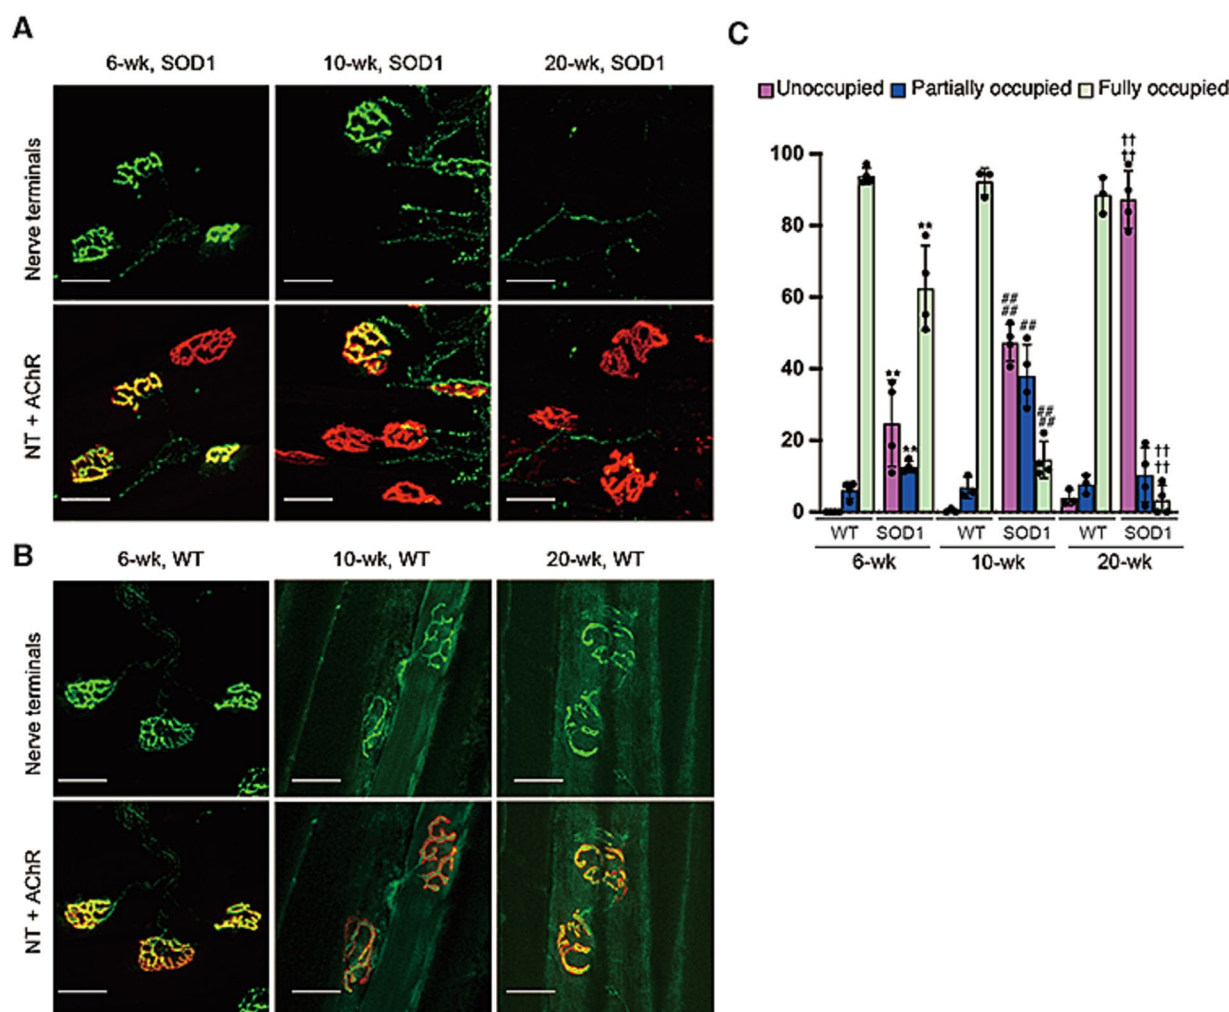 A
6-wk, SOD1 10-wk, SOD1 20-wk, SOD1
Nerve terminals
NT + AChR
B
6-wk, WT 10-wk, WT 20-wk, WT
Nerve terminals
NT + AChR
C
Unoccupied Partially occupied Fully occupied
100
80
60
40
20
0
** ** **
## ## ## ## ##
†† †† †† ††
WT SOD1 WT SOD1 WT SOD1
6-wk 10-wk 20-wk